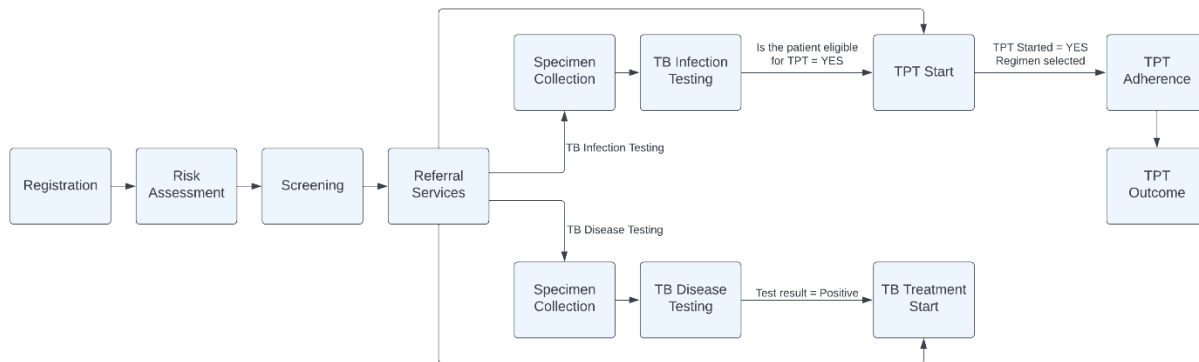 Registration
Risk
Assessment
Screening
Referral
Services
TB Infection Testing
Specimen
Collection
TB Infection
Testing
Is the patient eligible
for TPT = YES
TPT Start
TPT Started = YES
Regimen selected
TPT
Adherence
TPT
Outcome
TB Disease Testing
Specimen
Collection
TB Disease
Testing
Test result = Positive
TB Treatment
Start